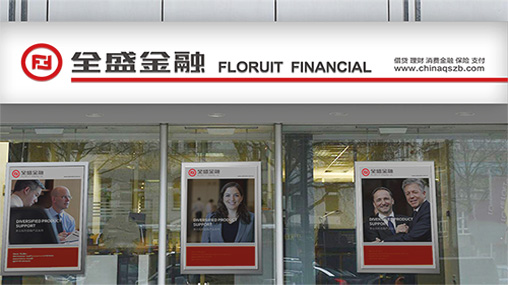 全盛金融 FLORUIT FINANCIAL
借贷 理财 消费金融 保险 支付
www.chinaqszb.com
全盛金融
DIVERSIFIED PRODUCT
SUPPORT
全盛金融
DIVERSIFIED PRODUCT
SUPPORT
全盛金融
DIVERSIFIED PRODUCT
SUPPORT